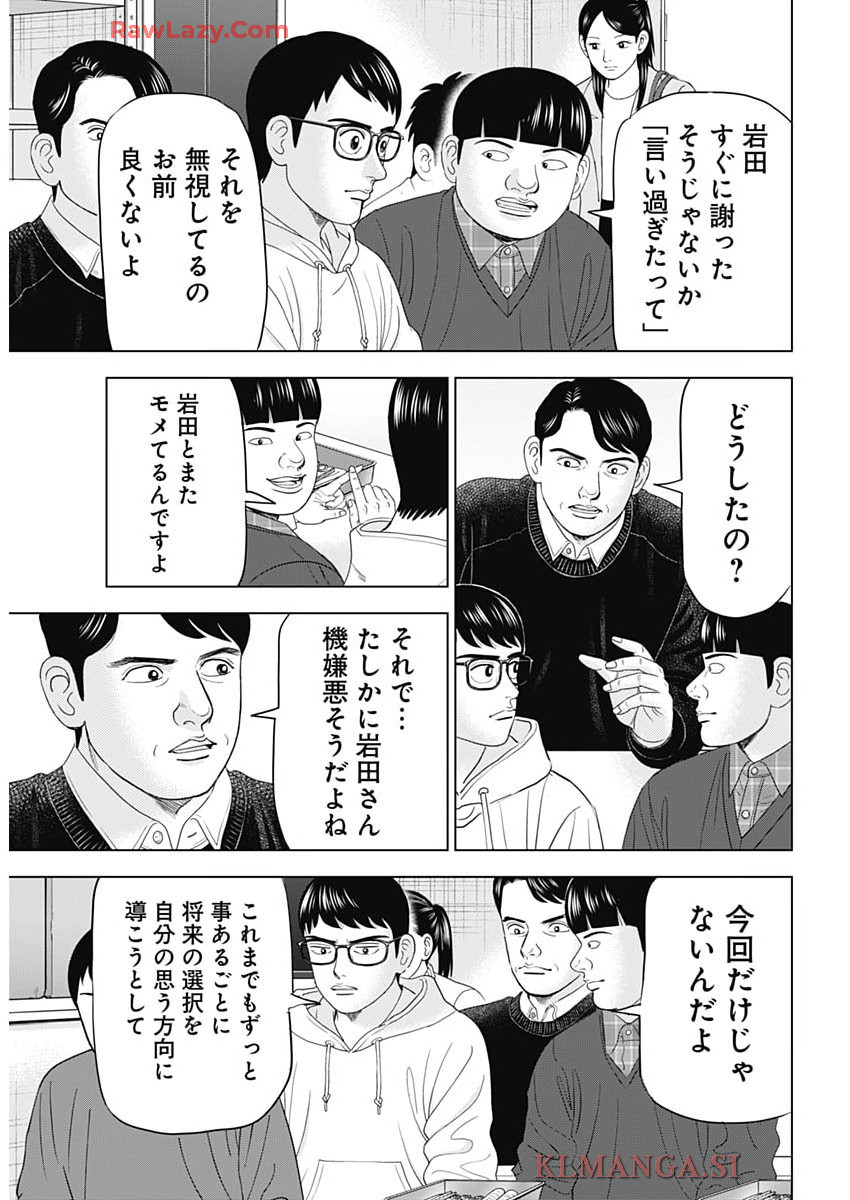 RawLazy.Com
岩田
すぐに謝った
そうじゃないか
「言い過ぎたって」
それを
無視してるの
お前
良くないよ
どうしたの?
岩田とまた
モメてるんですよ
それで…
たしかに岩田さん
機嫌悪そうだよね
今回だけじゃ
ないんだよ
これまでもずっと
事あるごとに
将来の選択を
自分の思う方向に
導こうとして
KLMANGA.SI